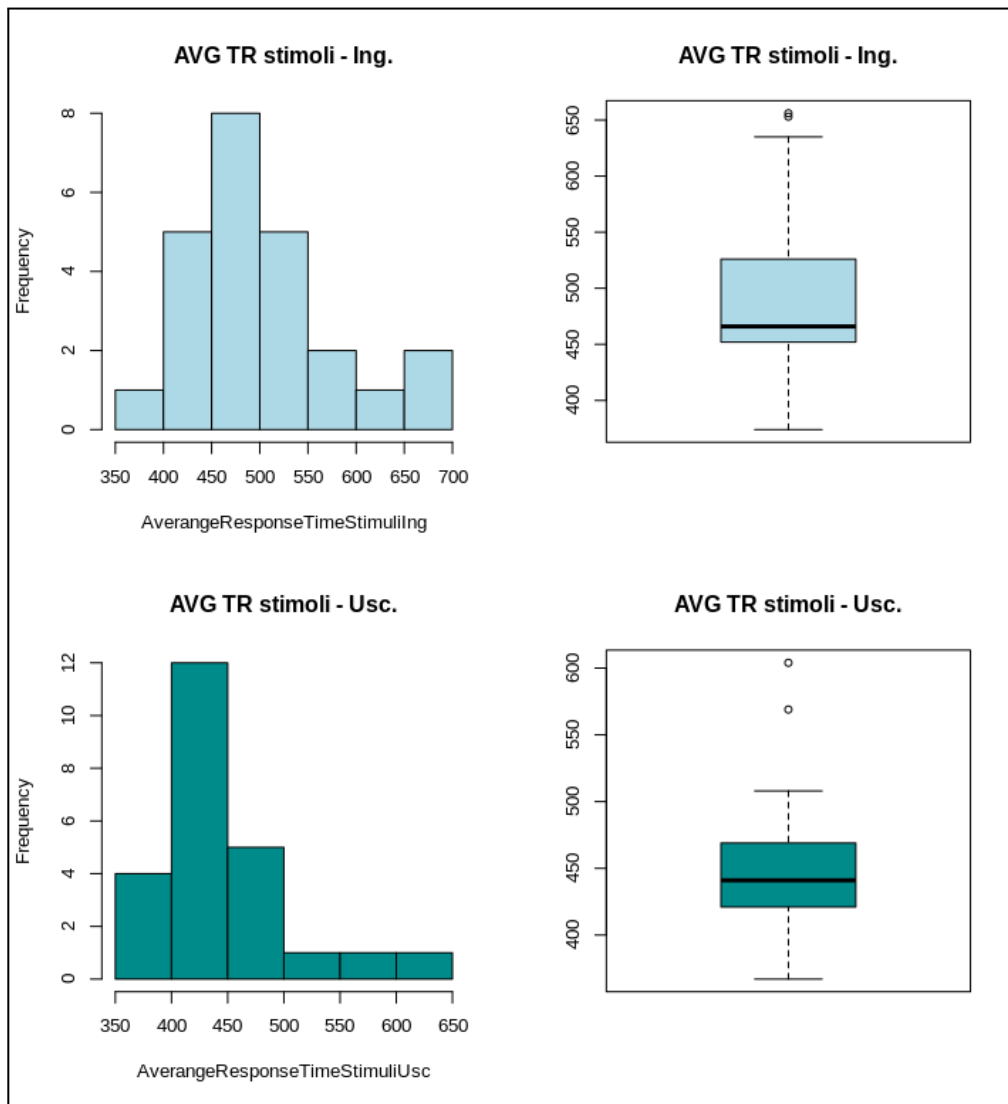 AVG TR stimoli - Ing.
Frequency
8
6
4
2
0
350 400 450 500 550 600 650 700
AverangeResponseTimeStimuliIng
AVG TR stimoli - Ing.
650
600
550
500
450
400
AVG TR stimoli - Usc.
Frequency
12
10
8
6
4
2
0
350 400 450 500 550 600 650
AverangeResponseTimeStimuliUsc
AVG TR stimoli - Usc.
600
550
500
450
400